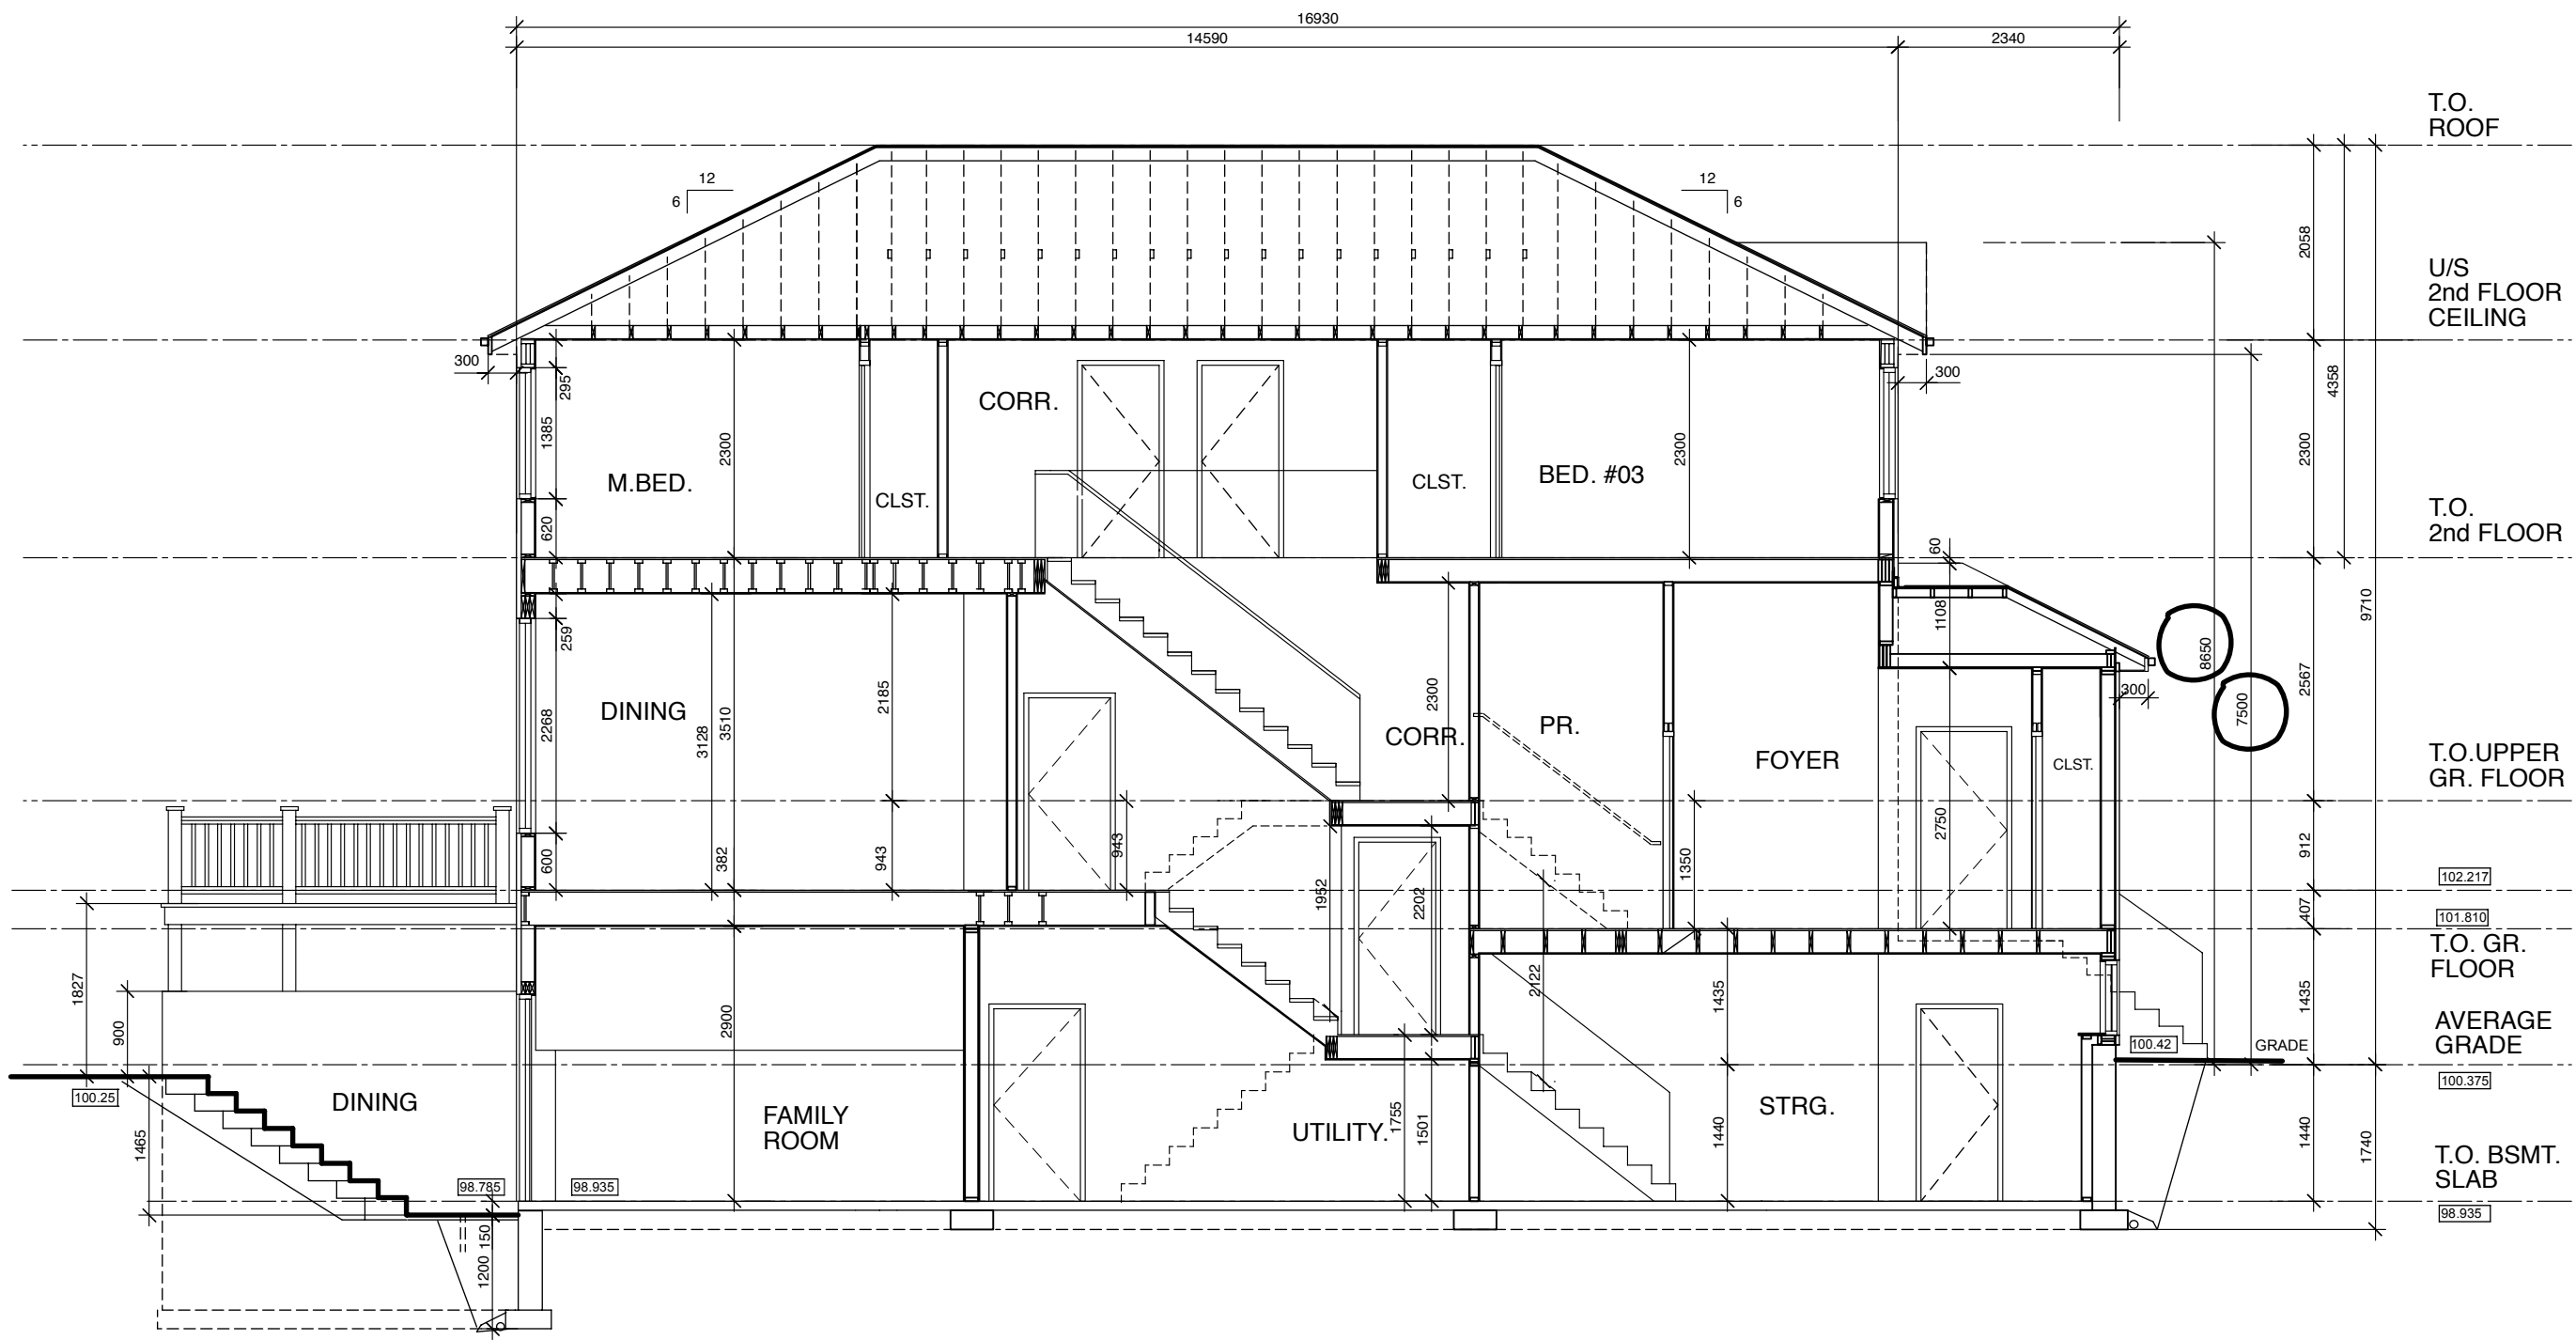 16930
14590
2340
T.O.
ROOF
12
6
12
6
2058
U/S
2nd FLOOR
CEILING
300
295
300
4358
1385
2300
CORR.
2300
2300
M.BED.
CLST.
CLST.
BED. #03
620
T.O.
2nd FLOOR
60
9710
259
1108
8650
2185
2300
300
2567
2268
3128
3510
DINING
CORR.
PR.
7500
FOYER
CLST.
T.O.UPPER
GR. FLOOR
600
382
943
943
1952
2202
1350
2750
912
102.217
407
101.810
T.O. GR.
FLOOR
1827
900
2900
2122
1435
1435
AVERAGE
GRADE
100.42
GRADE
100.25
100.375
DINING
FAMILY
ROOM
UTILITY.
1755
1501
STRG.
1465
1440
1440
1740
T.O. BSMT.
SLAB
98.785
98.935
98.935
150
1200